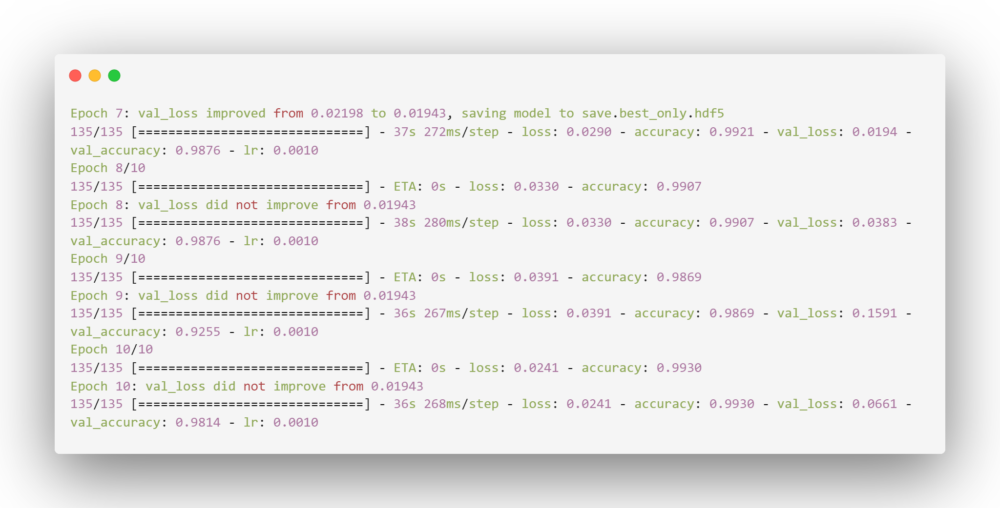 Epoch 7: val_loss improved from 0.02198 to 0.01943, saving model to save.best_only.hdf5
135/135 [==============================] - 37s 272ms/step - loss: 0.0290 - accuracy: 0.9921 - val_loss: 0.0194 -
val_accuracy: 0.9876 - lr: 0.0010
Epoch 8/10
135/135 [==============================] - ETA: 0s - loss: 0.0330 - accuracy: 0.9907
Epoch 8: val_loss did not improve from 0.01943
135/135 [==============================] - 38s 280ms/step - loss: 0.0330 - accuracy: 0.9907 - val_loss: 0.0383 -
val_accuracy: 0.9876 - lr: 0.0010
Epoch 9/10
135/135 [==============================] - ETA: 0s - loss: 0.0391 - accuracy: 0.9869
Epoch 9: val_loss did not improve from 0.01943
135/135 [==============================] - 36s 267ms/step - loss: 0.0391 - accuracy: 0.9869 - val_loss: 0.1591 -
val_accuracy: 0.9255 - lr: 0.0010
Epoch 10/10
135/135 [==============================] - ETA: 0s - loss: 0.0241 - accuracy: 0.9930
Epoch 10: val_loss did not improve from 0.01943
135/135 [==============================] - 36s 268ms/step - loss: 0.0241 - accuracy: 0.9930 - val_loss: 0.0661 -
val_accuracy: 0.9814 - lr: 0.0010